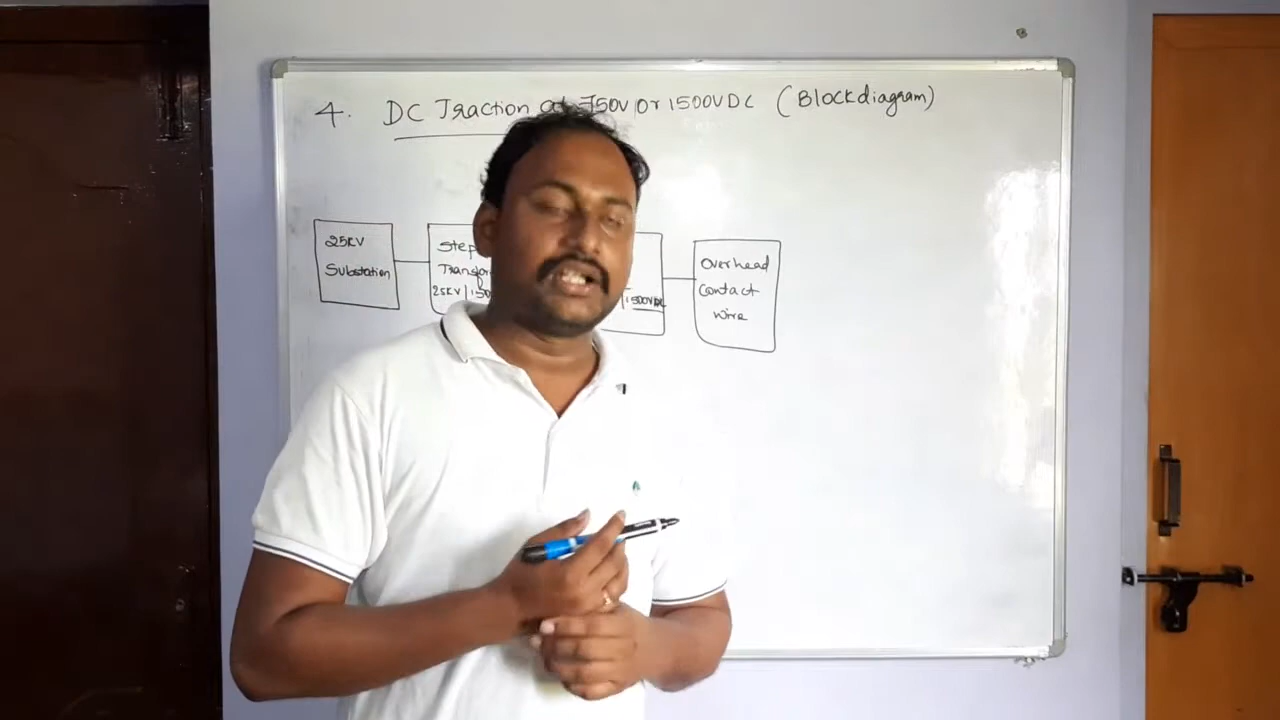 4. DC Traction at 750V or 1500VDC (Blockdiagram)
25KV
Substation
Step
25KV
1500VDC
Overhead
Contact
Wire